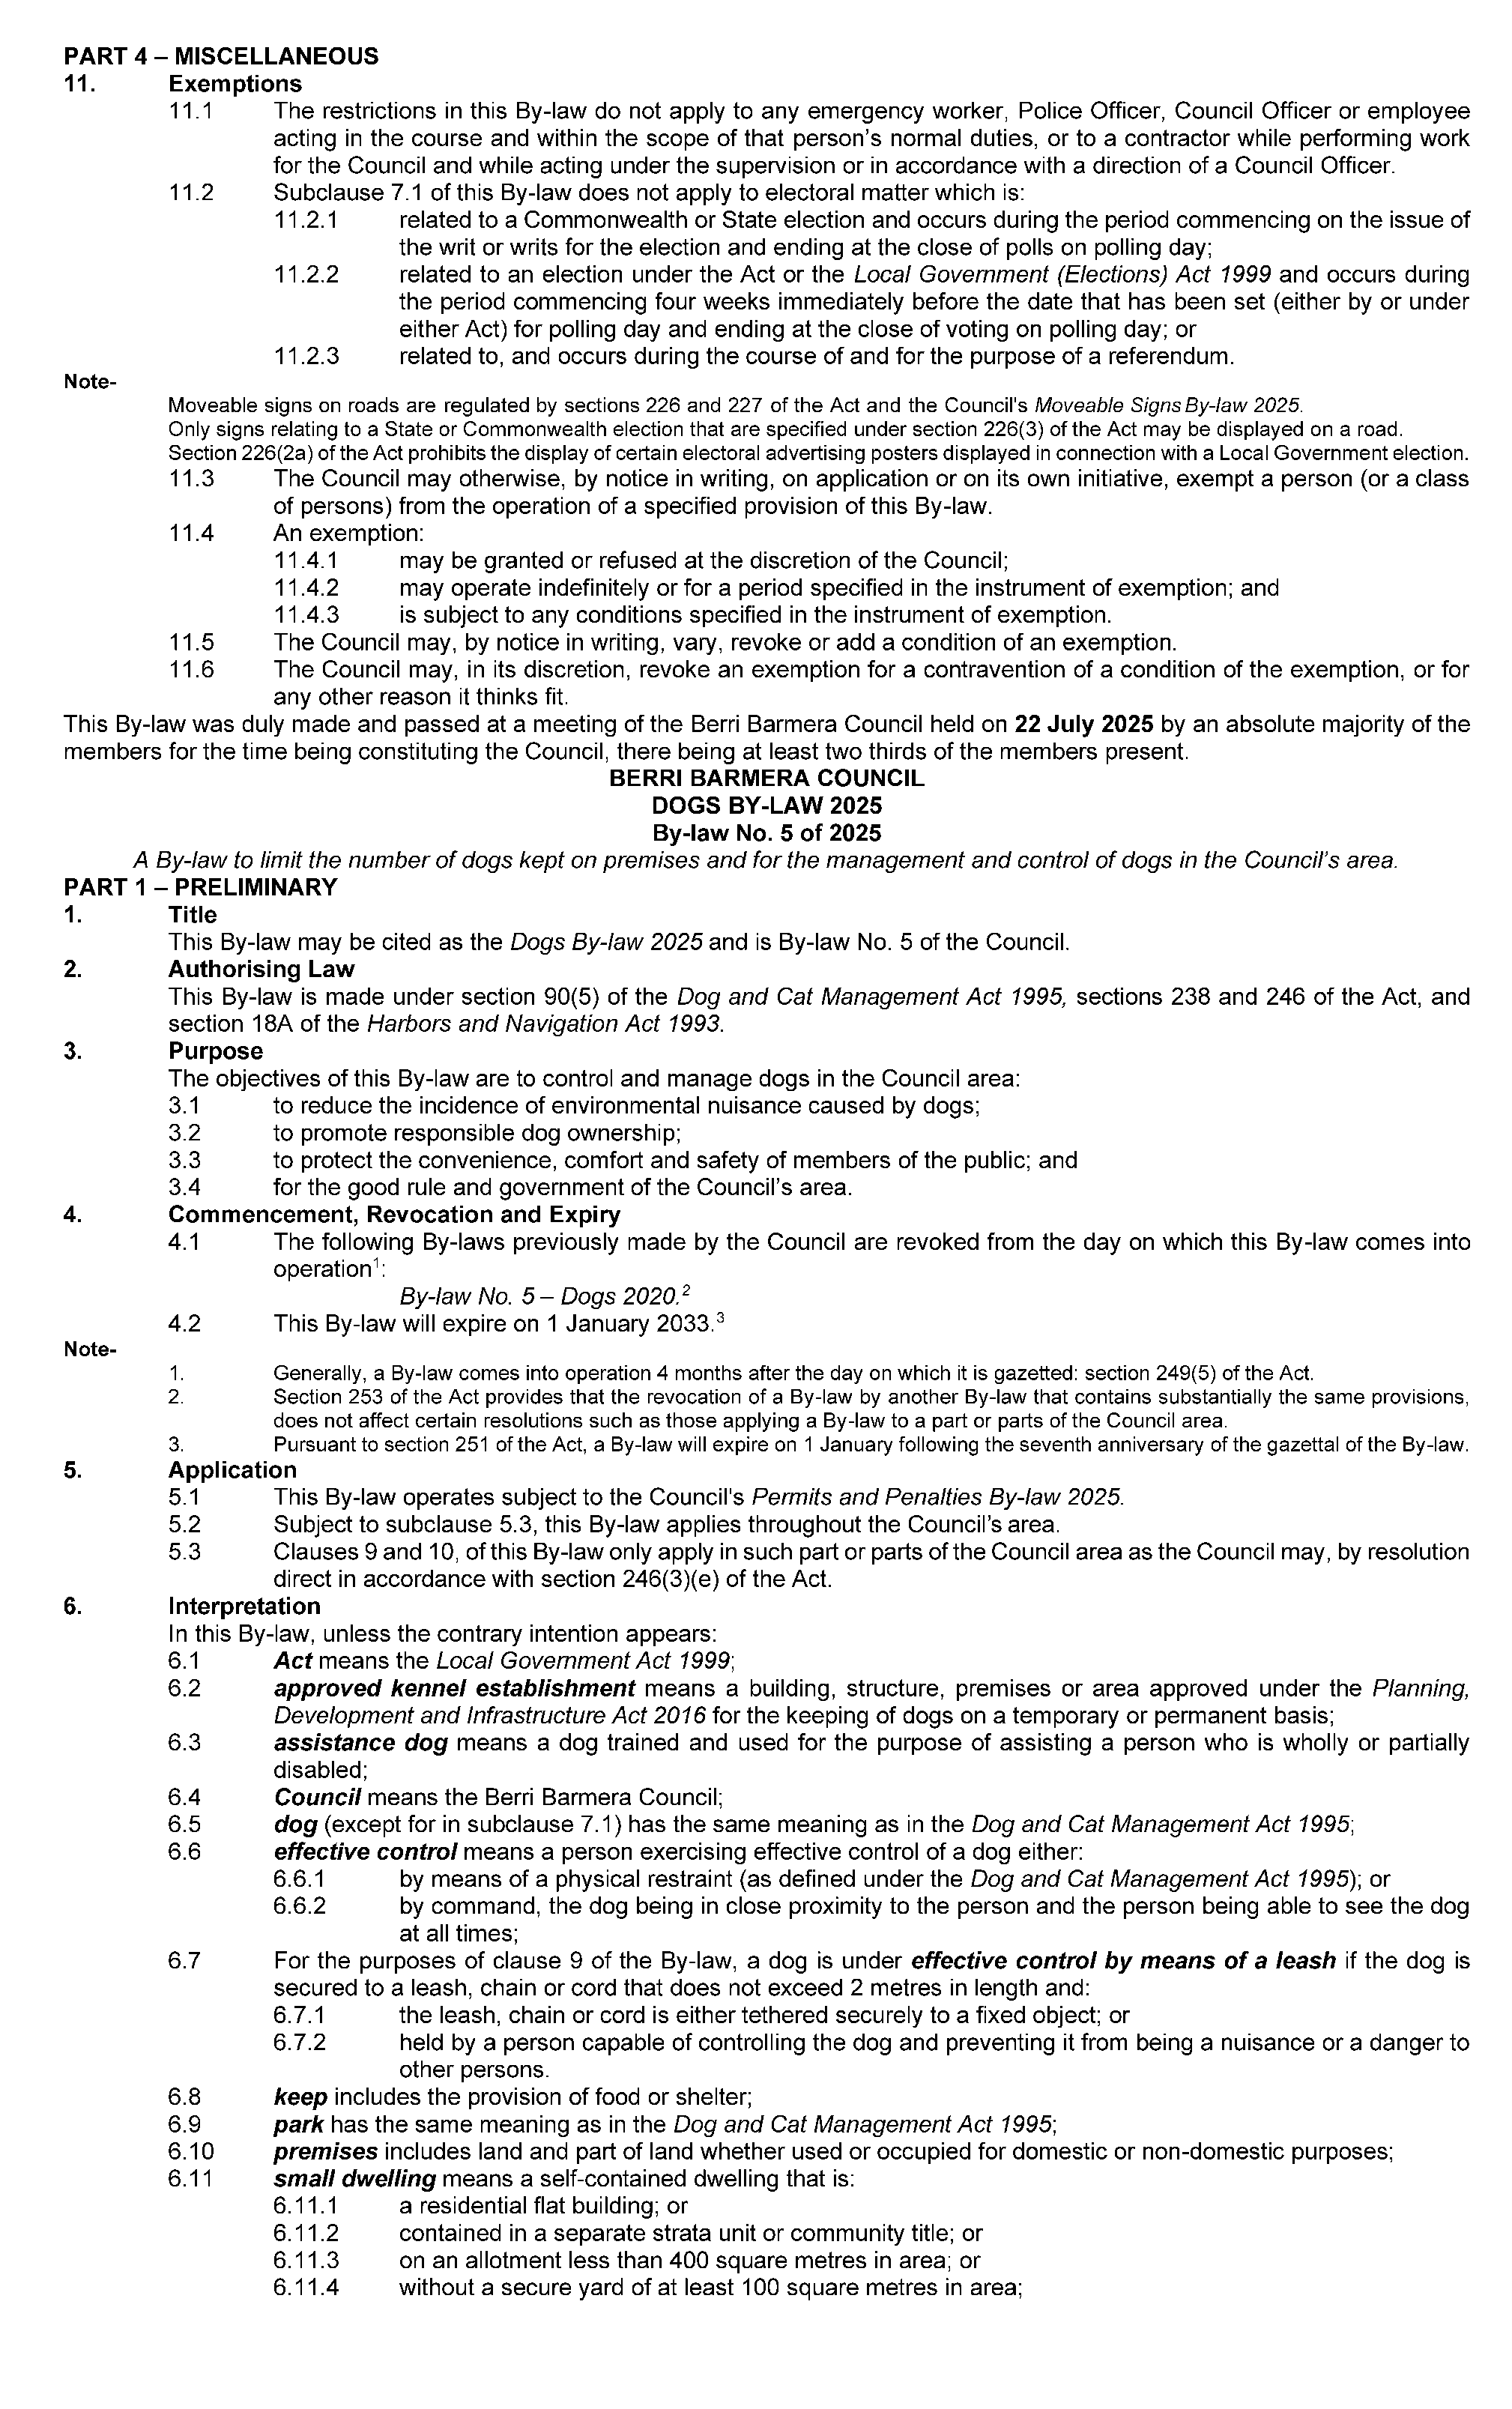 PART 4 – MISCELLANEOUS
11. Exemptions
11.1 The restrictions in this By-law do not apply to any emergency worker, Police Officer, Council Officer or employee
acting in the course and within the scope of that person's normal duties, or to a contractor while performing work
for the Council and while acting under the supervision or in accordance with a direction of a Council Officer.
11.2 Subclause 7.1 of this By-law does not apply to electoral matter which is:
11.2.1 related to a Commonwealth or State election and occurs during the period commencing on the issue of
the writ or writs for the election and ending at the close of polls on polling day;
11.2.2 related to an election under the Act or the Local Government (Elections) Act 1999 and occurs during
the period commencing four weeks immediately before the date that has been set (either by or under
either Act) for polling day and ending at the close of voting on polling day; or
11.2.3 related to, and occurs during the course of and for the purpose of a referendum.
Note-
Moveable signs on roads are regulated by sections 226 and 227 of the Act and the Council's Moveable Signs By-law 2025.
Only signs relating to a State or Commonwealth election that are specified under section 226(3) of the Act may be displayed on a road.
Section 226(2a) of the Act prohibits the display of certain electoral advertising posters displayed in connection with a Local Government election.
11.3 The Council may otherwise, by notice in writing, on application or on its own initiative, exempt a person (or a class
of persons) from the operation of a specified provision of this By-law.
11.4 An exemption:
11.4.1 may be granted or refused at the discretion of the Council;
11.4.2 may operate indefinitely or for a period specified in the instrument of exemption; and
11.4.3 is subject to any conditions specified in the instrument of exemption.
11.5 The Council may, by notice in writing, vary, revoke or add a condition of an exemption.
11.6 The Council may, in its discretion, revoke an exemption for a contravention of a condition of the exemption, or for
any other reason it thinks fit.
This By-law was duly made and passed at a meeting of the Berri Barmera Council held on 22 July 2025 by an absolute majority of the
members for the time being constituting the Council, there being at least two thirds of the members present.
BERRI BARMERA COUNCIL
DOGS BY-LAW 2025
By-law No. 5 of 2025
A By-law to limit the number of dogs kept on premises and for the management and control of dogs in the Council's area.
PART 1 – PRELIMINARY
1. Title
This By-law may be cited as the Dogs By-law 2025 and is By-law No. 5 of the Council.
2. Authorising Law
This By-law is made under section 90(5) of the Dog and Cat Management Act 1995, sections 238 and 246 of the Act, and
section 18A of the Harbors and Navigation Act 1993.
3. Purpose
The objectives of this By-law are to control and manage dogs in the Council area:
3.1 to reduce the incidence of environmental nuisance caused by dogs;
3.2 to promote responsible dog ownership;
3.3 to protect the convenience, comfort and safety of members of the public; and
3.4 for the good rule and government of the Council's area.
4. Commencement, Revocation and Expiry
4.1 The following By-laws previously made by the Council are revoked from the day on which this By-law comes into
operation¹:
By-law No. 5 – Dogs 2020.²
4.2 This By-law will expire on 1 January 2033.³
Note-
1. Generally, a By-law comes into operation 4 months after the day on which it is gazetted: section 249(5) of the Act.
2. Section 253 of the Act provides that the revocation of a By-law by another By-law that contains substantially the same provisions,
does not affect certain resolutions such as those applying a By-law to a part or parts of the Council area.
3. Pursuant to section 251 of the Act, a By-law will expire on 1 January following the seventh anniversary of the gazettal of the By-law.
5. Application
5.1 This By-law operates subject to the Council's Permits and Penalties By-law 2025.
5.2 Subject to subclause 5.3, this By-law applies throughout the Council's area.
5.3 Clauses 9 and 10, of this By-law only apply in such part or parts of the Council area as the Council may, by resolution
direct in accordance with section 246(3)(e) of the Act.
6. Interpretation
In this By-law, unless the contrary intention appears:
6.1 Act means the Local Government Act 1999;
6.2 approved kennel establishment means a building, structure, premises or area approved under the Planning,
Development and Infrastructure Act 2016 for the keeping of dogs on a temporary or permanent basis;
6.3 assistance dog means a dog trained and used for the purpose of assisting a person who is wholly or partially
disabled;
6.4 Council means the Berri Barmera Council;
6.5 dog (except for in subclause 7.1) has the same meaning as in the Dog and Cat Management Act 1995;
6.6 effective control means a person exercising effective control of a dog either:
6.6.1 by means of a physical restraint (as defined under the Dog and Cat Management Act 1995); or
6.6.2 by command, the dog being in close proximity to the person and the person being able to see the dog
at all times;
6.7 For the purposes of clause 9 of the By-law, a dog is under effective control by means of a leash if the dog is
secured to a leash, chain or cord that does not exceed 2 metres in length and:
6.7.1 the leash, chain or cord is either tethered securely to a fixed object; or
6.7.2 held by a person capable of controlling the dog and preventing it from being a nuisance or a danger to
other persons.
6.8 keep includes the provision of food or shelter;
6.9 park has the same meaning as in the Dog and Cat Management Act 1995;
6.10 premises includes land and part of land whether used or occupied for domestic or non-domestic purposes;
6.11 small dwelling means a self-contained dwelling that is:
6.11.1 a residential flat building; or
6.11.2 contained in a separate strata unit or community title; or
6.11.3 on an allotment less than 400 square metres in area; or
6.11.4 without a secure yard of at least 100 square metres in area;